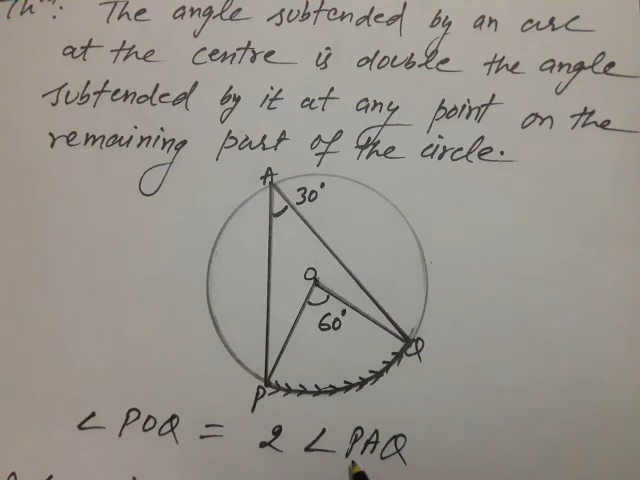 Thm: The angle subtended by an arc
at the centre is double the angle
subtended by it at any point on the
remaining part of the circle.
A
30°
O
60°
Q
P
∠POQ = 2 ∠PAQ